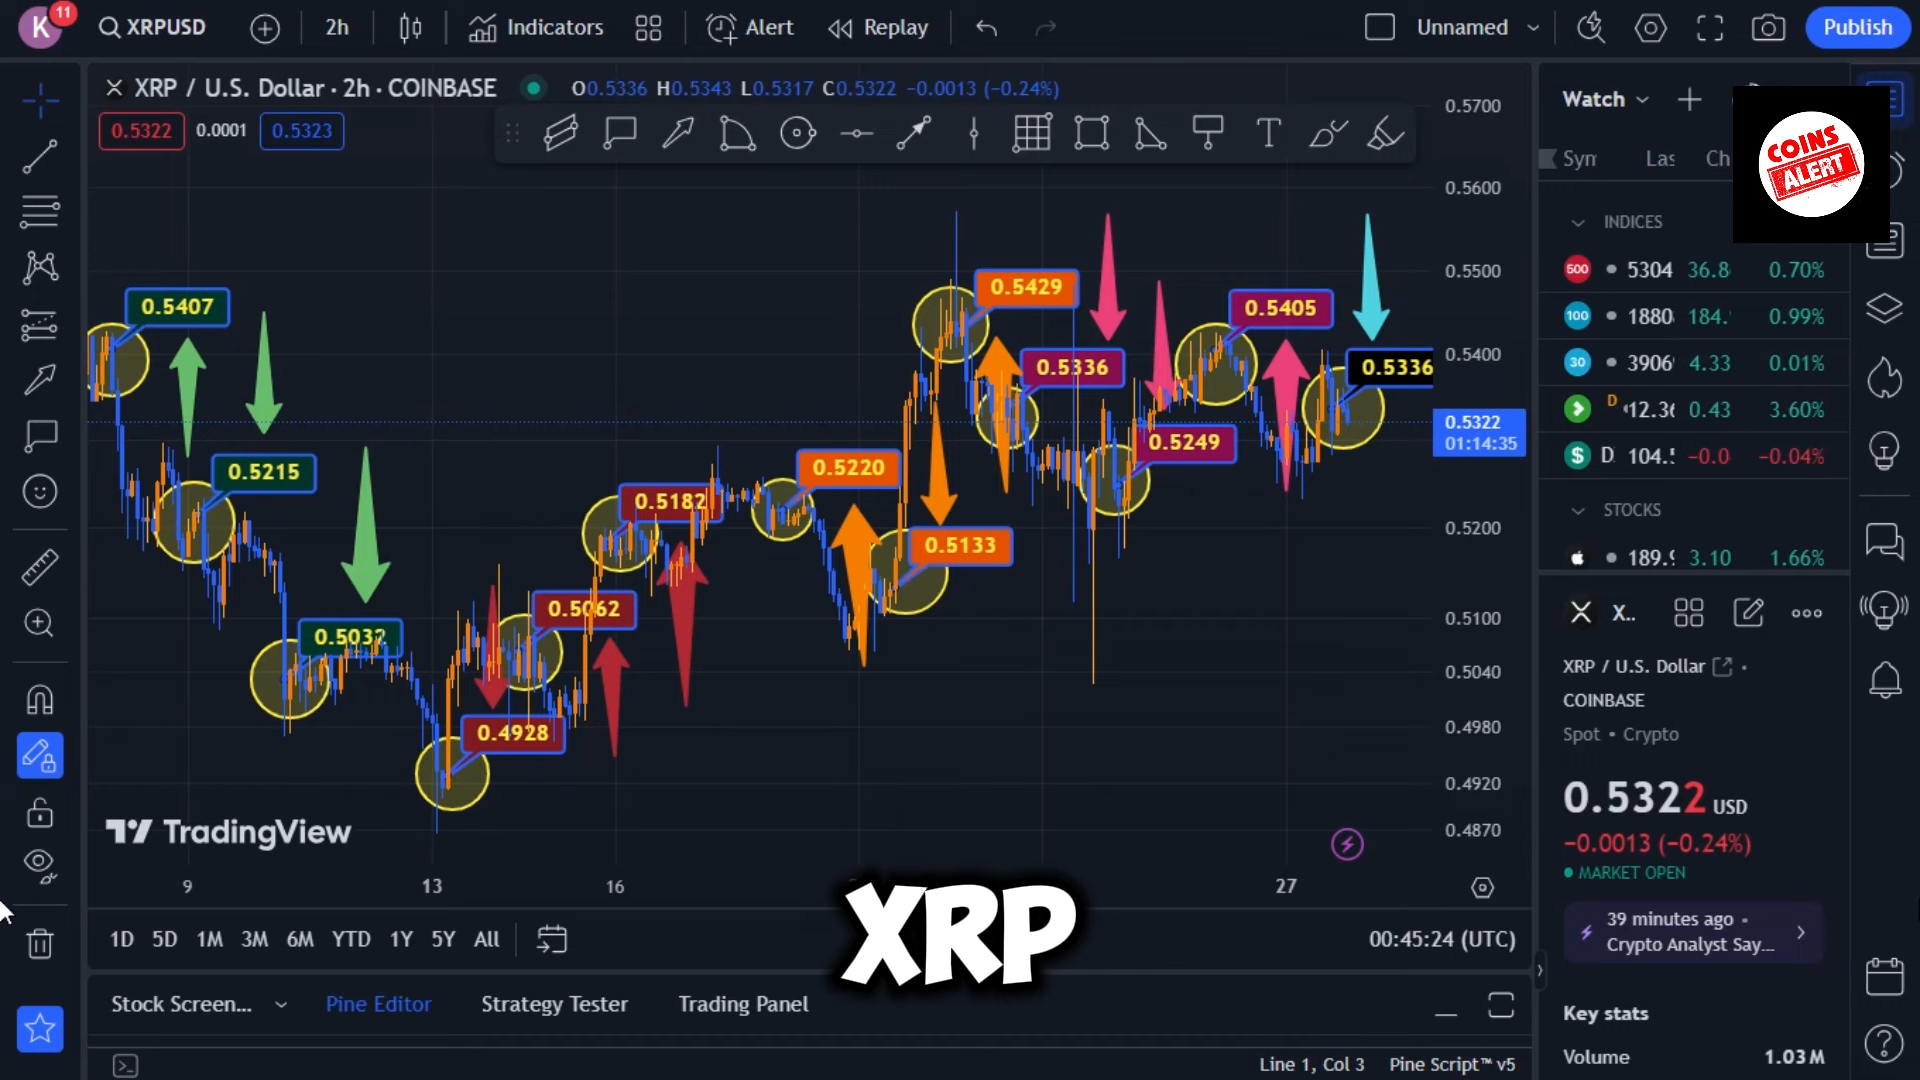 K 11 XRPUSD 2h Indicators Alert Replay Unnamed Publish
XRP / U.S. Dollar · 2h · COINBASE O0.5336 H0.5343 L0.5317 C0.5322 −0.0013 (−0.24%)
0.5322 0.0001 0.5323
Watch
COINS
ALERT
Syn Las Ch
INDICES
500 5304 36.8 0.70%
100 1880 184. 0.99%
30 3906 4.33 0.01%
D 12.36 0.43 3.60%
$ D 104.5 −0.0 −0.04%
STOCKS
189.9 3.10 1.66%
0.5700
0.5600
0.5500
0.5400
0.5322
01:14:35
0.5200
0.5100
0.5040
0.4980
0.4920
0.4870
0.5407
0.5215
0.5032
0.4928
0.5062
0.5182
0.5220
0.5133
0.5429
0.5336
0.5249
0.5405
0.5336
TradingView
9 13 16 27
XRP
1D 5D 1M 3M 6M YTD 1Y 5Y All 00:45:24 (UTC)
Stock Screen... Pine Editor Strategy Tester Trading Panel
Line 1, Col 3 Pine Script™ v5
X..
XRP / U.S. Dollar
COINBASE
Spot • Crypto
0.5322 USD
−0.0013 (−0.24%)
MARKET OPEN
39 minutes ago •
Crypto Analyst Say...
Key stats
Volume 1.03M